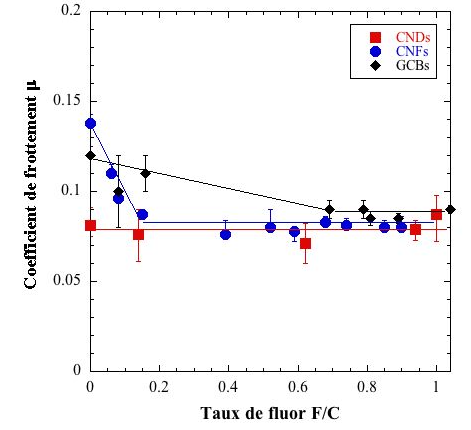 0.2
CNDs
CNFs
GCBs
0.15
0.1
0.05
0
Coefficient de frottement μ
0 0.2 0.4 0.6 0.8 1
Taux de fluor F/C